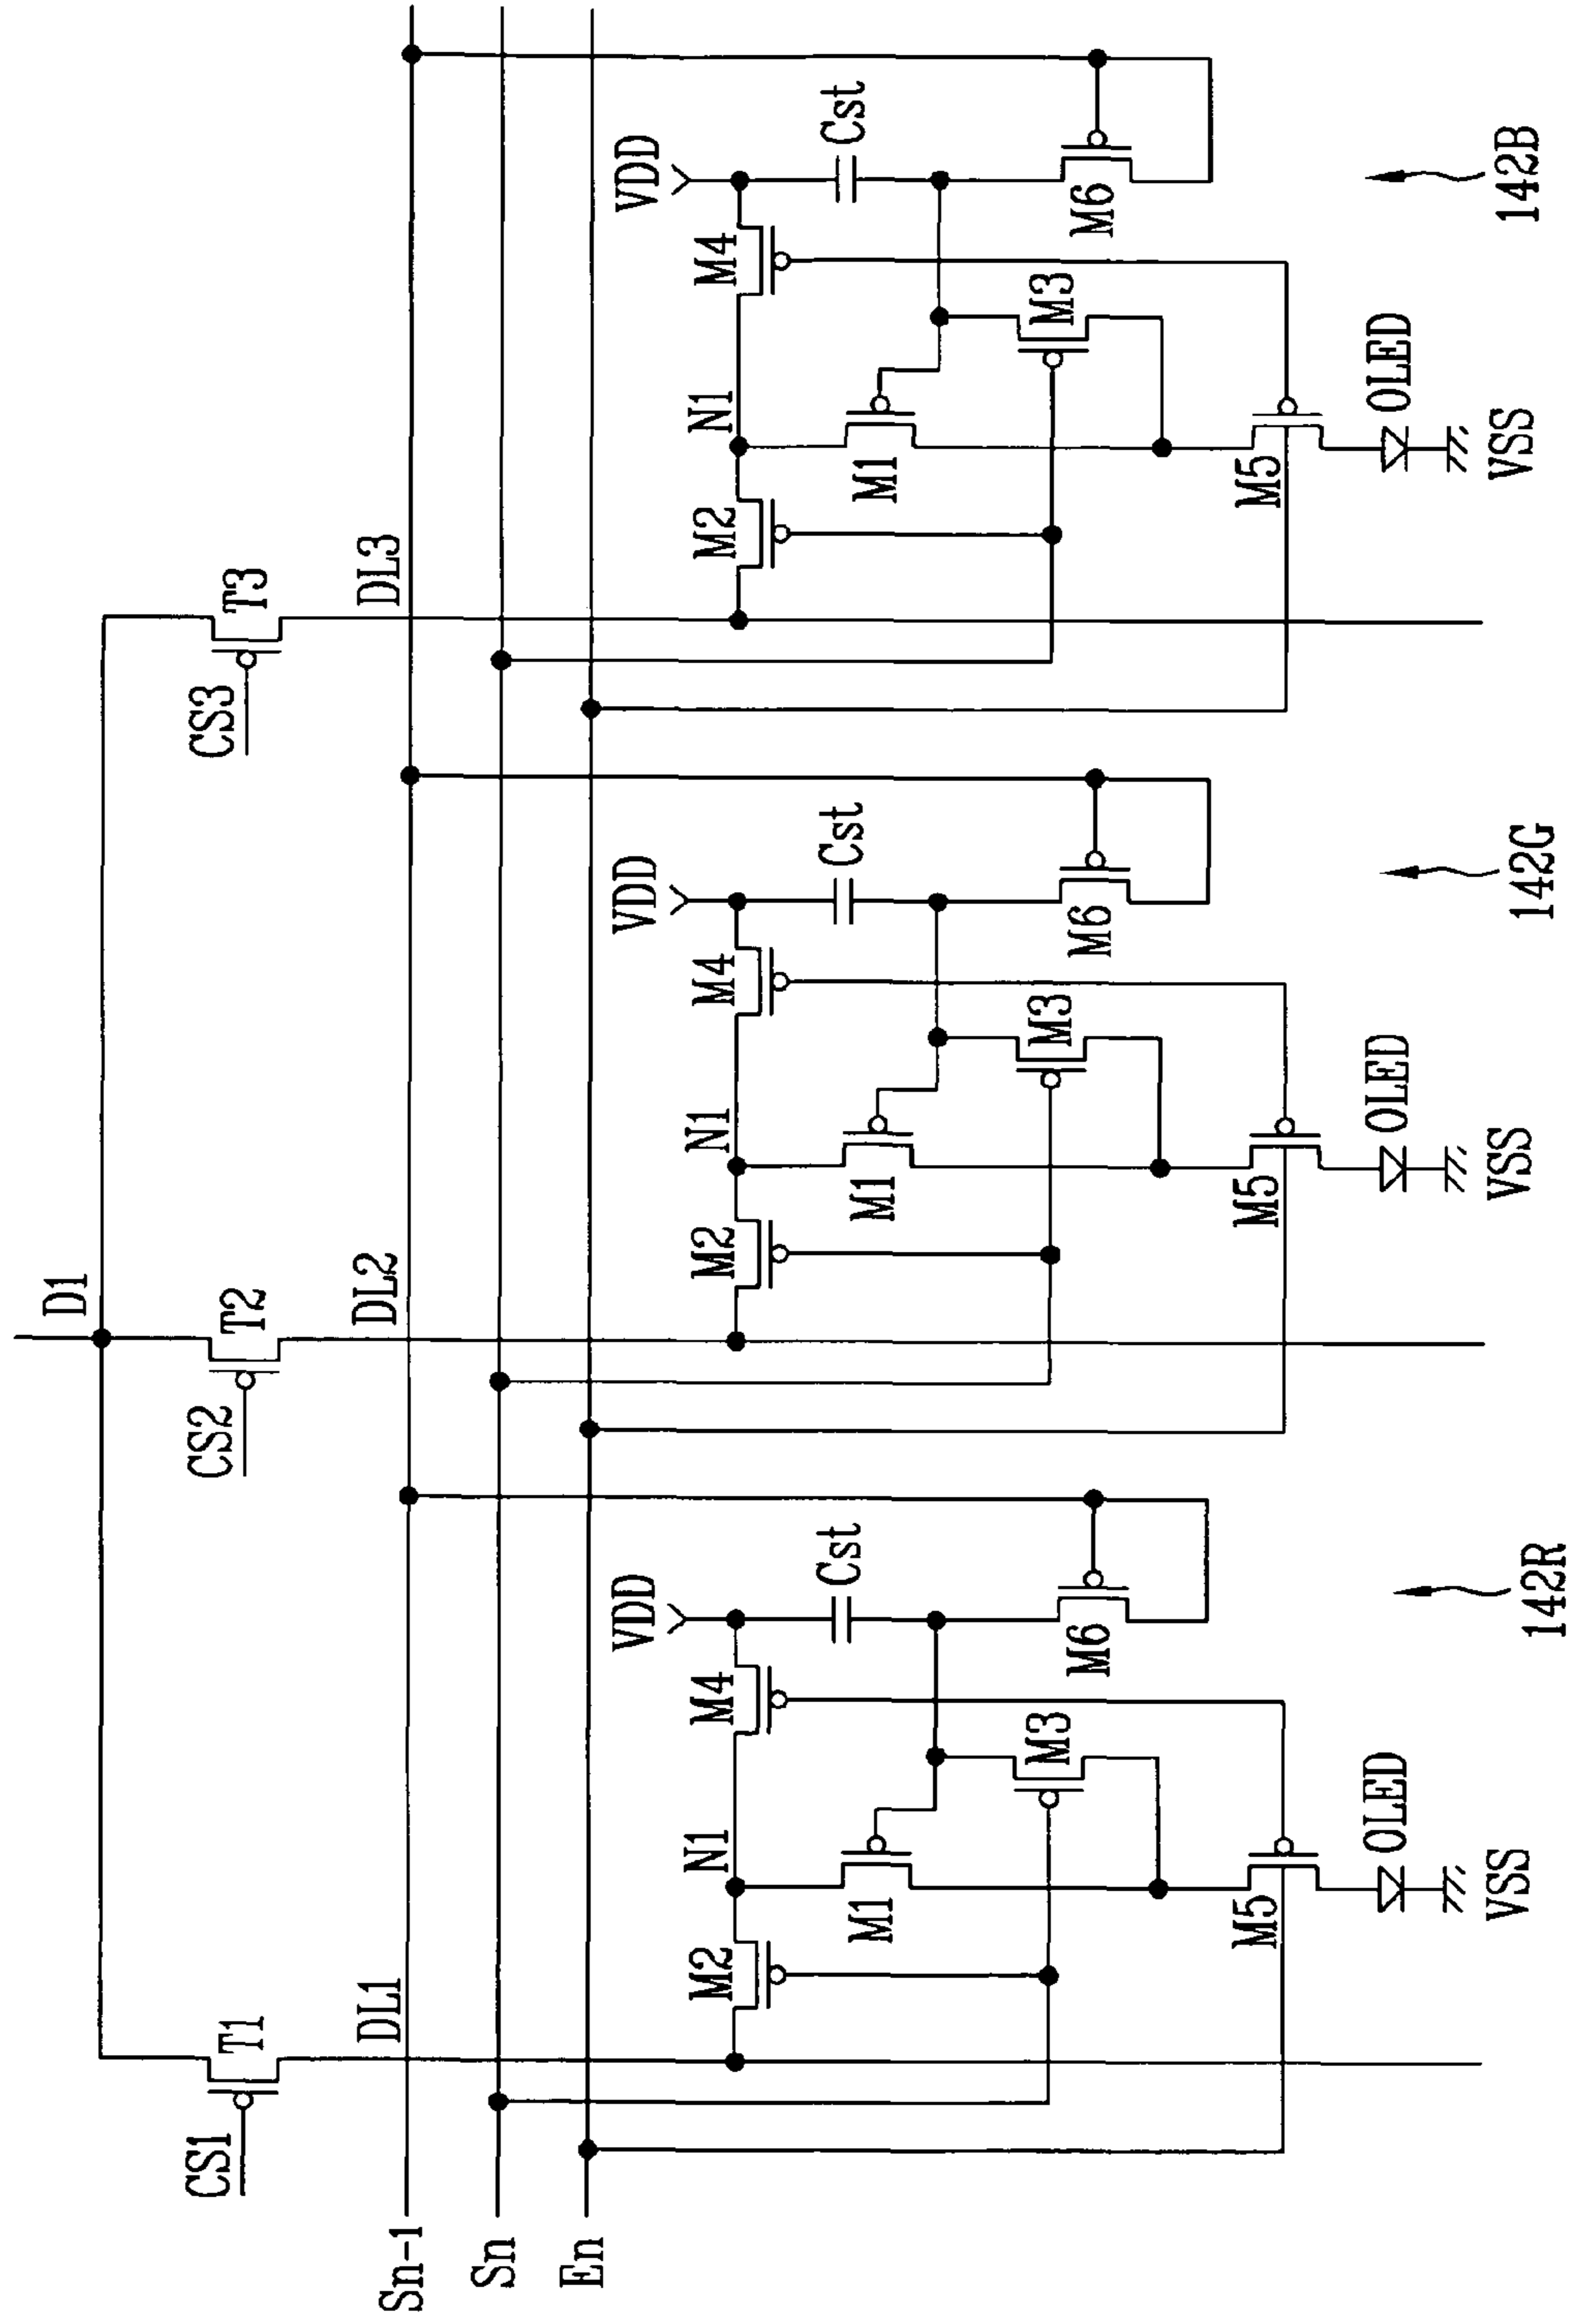 D1
CS1
T1
CS2
T2
CS3
T3
DL1
DL2
DL3
Sn-1
Sn
En
VDD
VDD
VDD
M2
N1
M4
M2
N1
M4
M2
N1
M4
Cst
Cst
Cst
M1
M1
M1
M3
M6
M3
M6
M3
M6
M5
M5
M5
OLED
OLED
OLED
VSS
VSS
VSS
142R
142G
142B